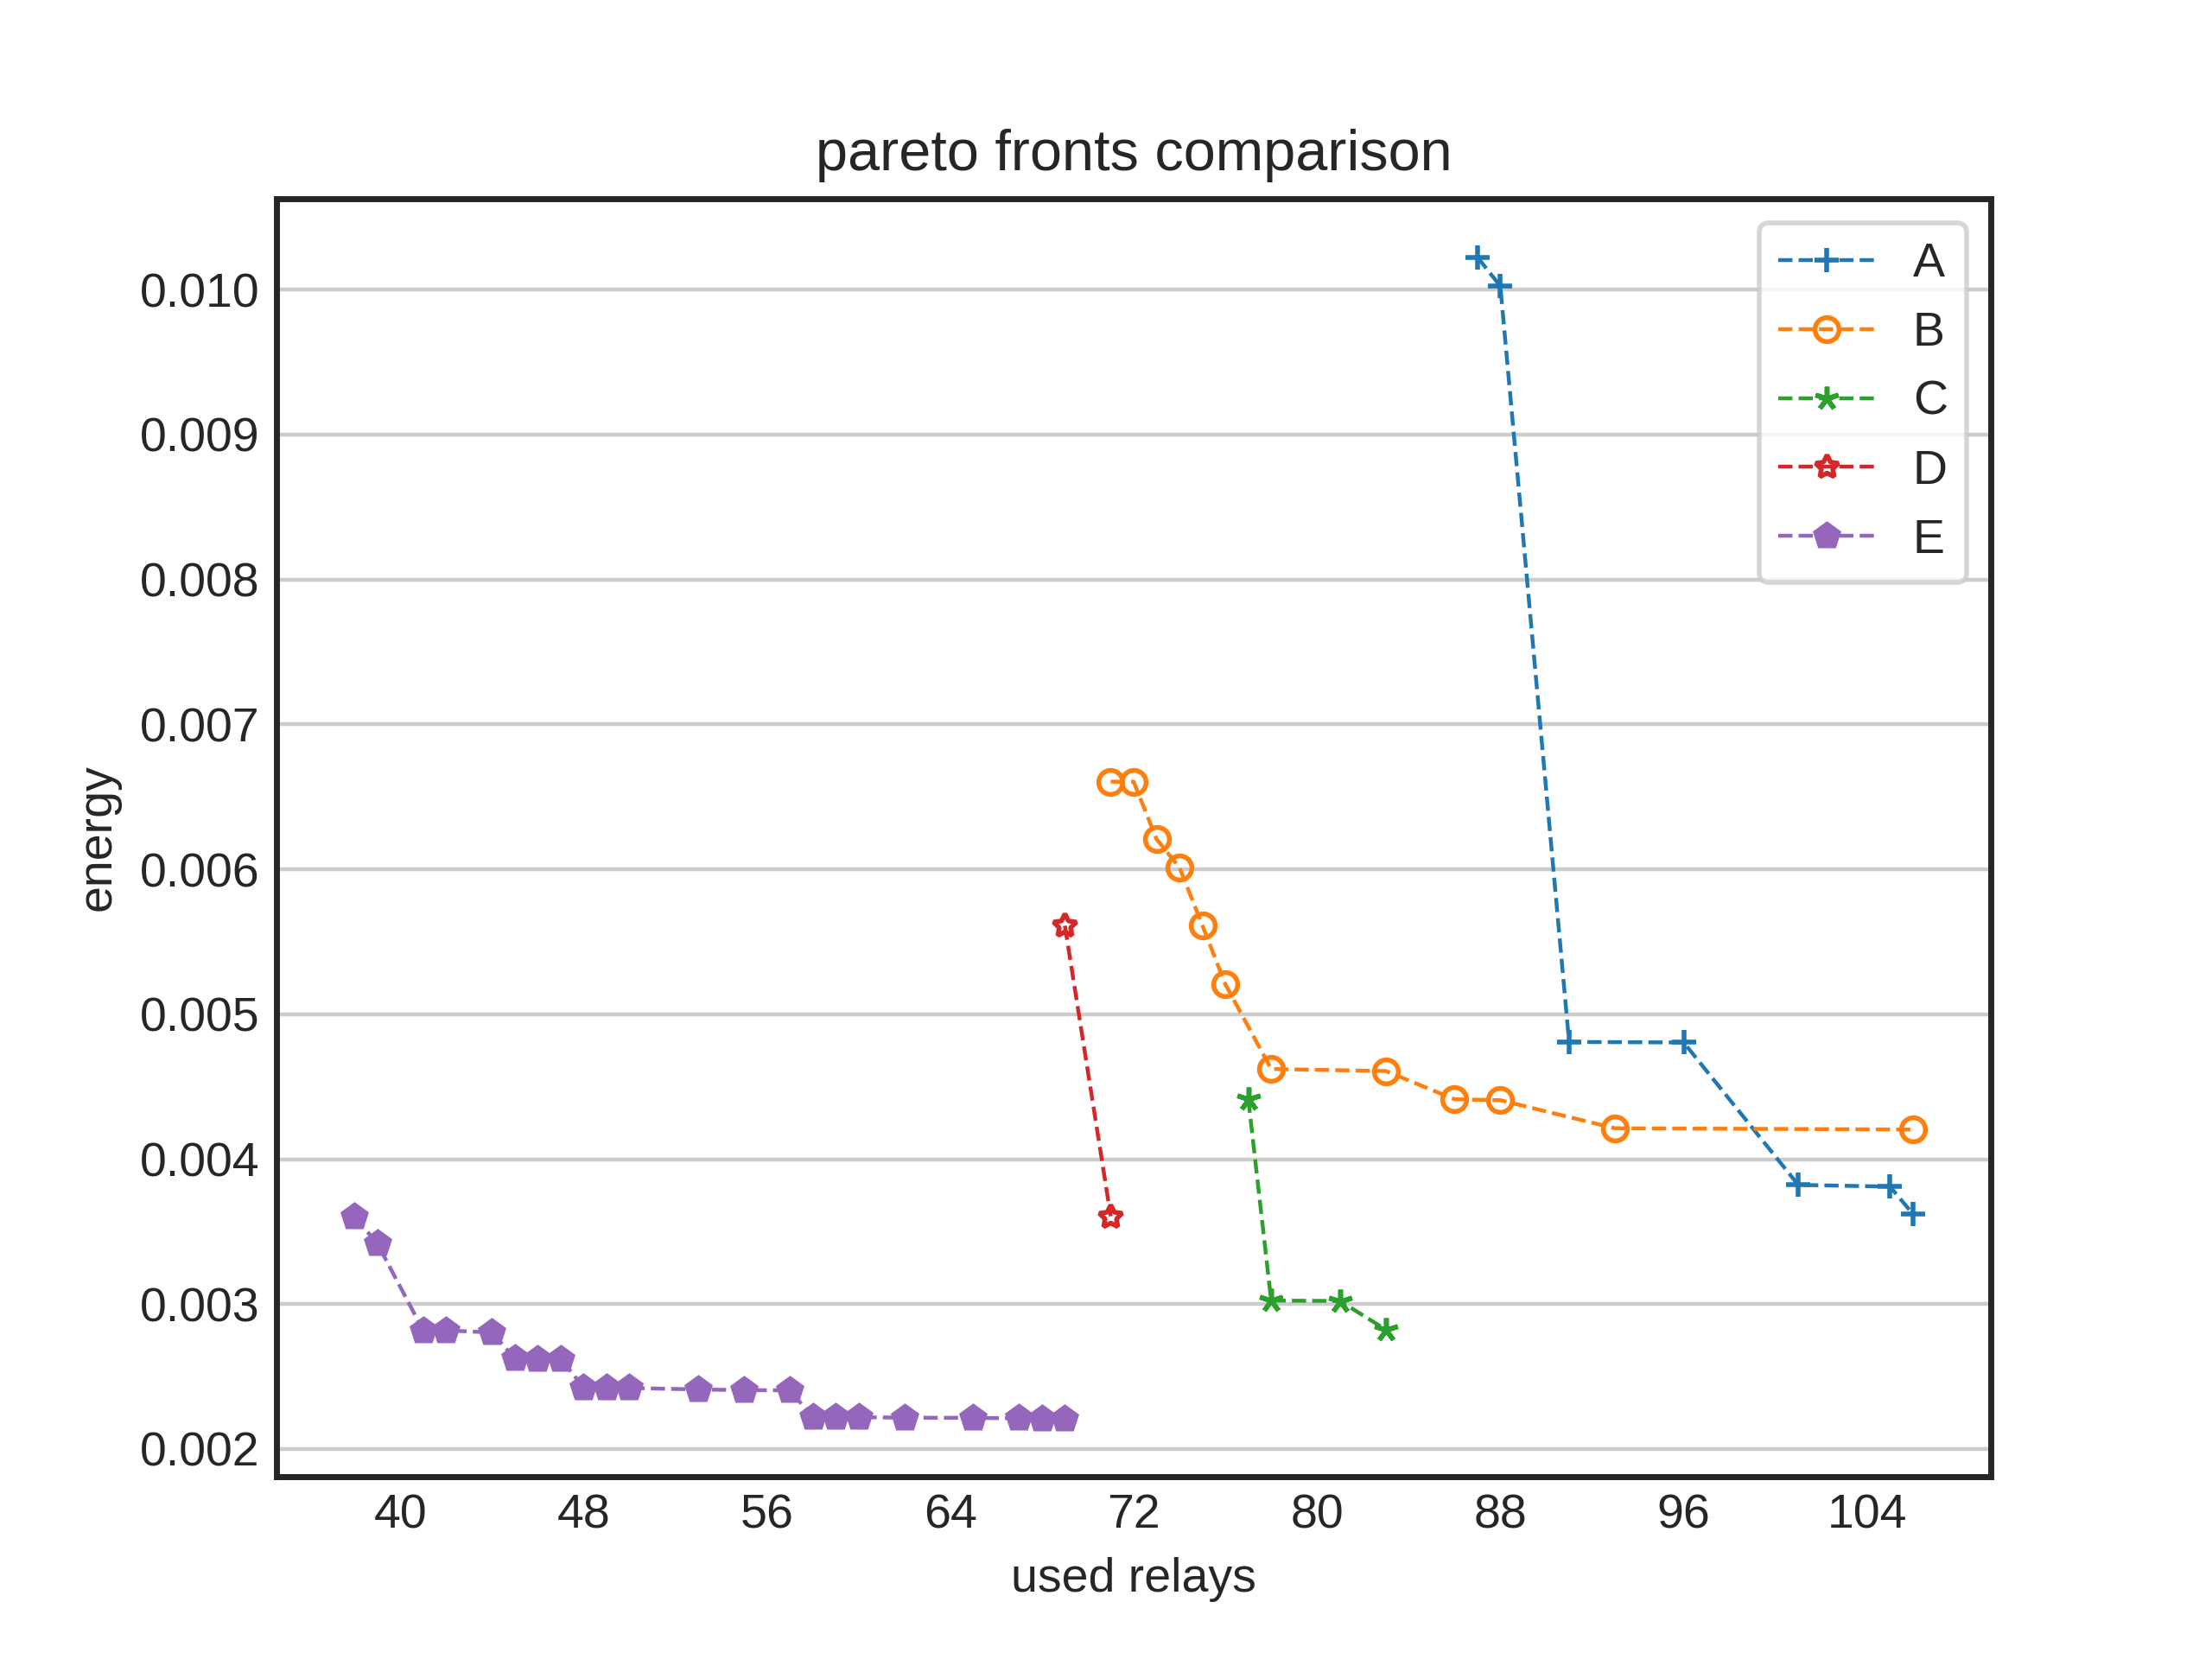 pareto fronts comparison
A
B
C
D
E
0.010
0.009
0.008
0.007
0.006
0.005
0.004
0.003
0.002
energy
40 48 56 64 72 80 88 96 104
used relays